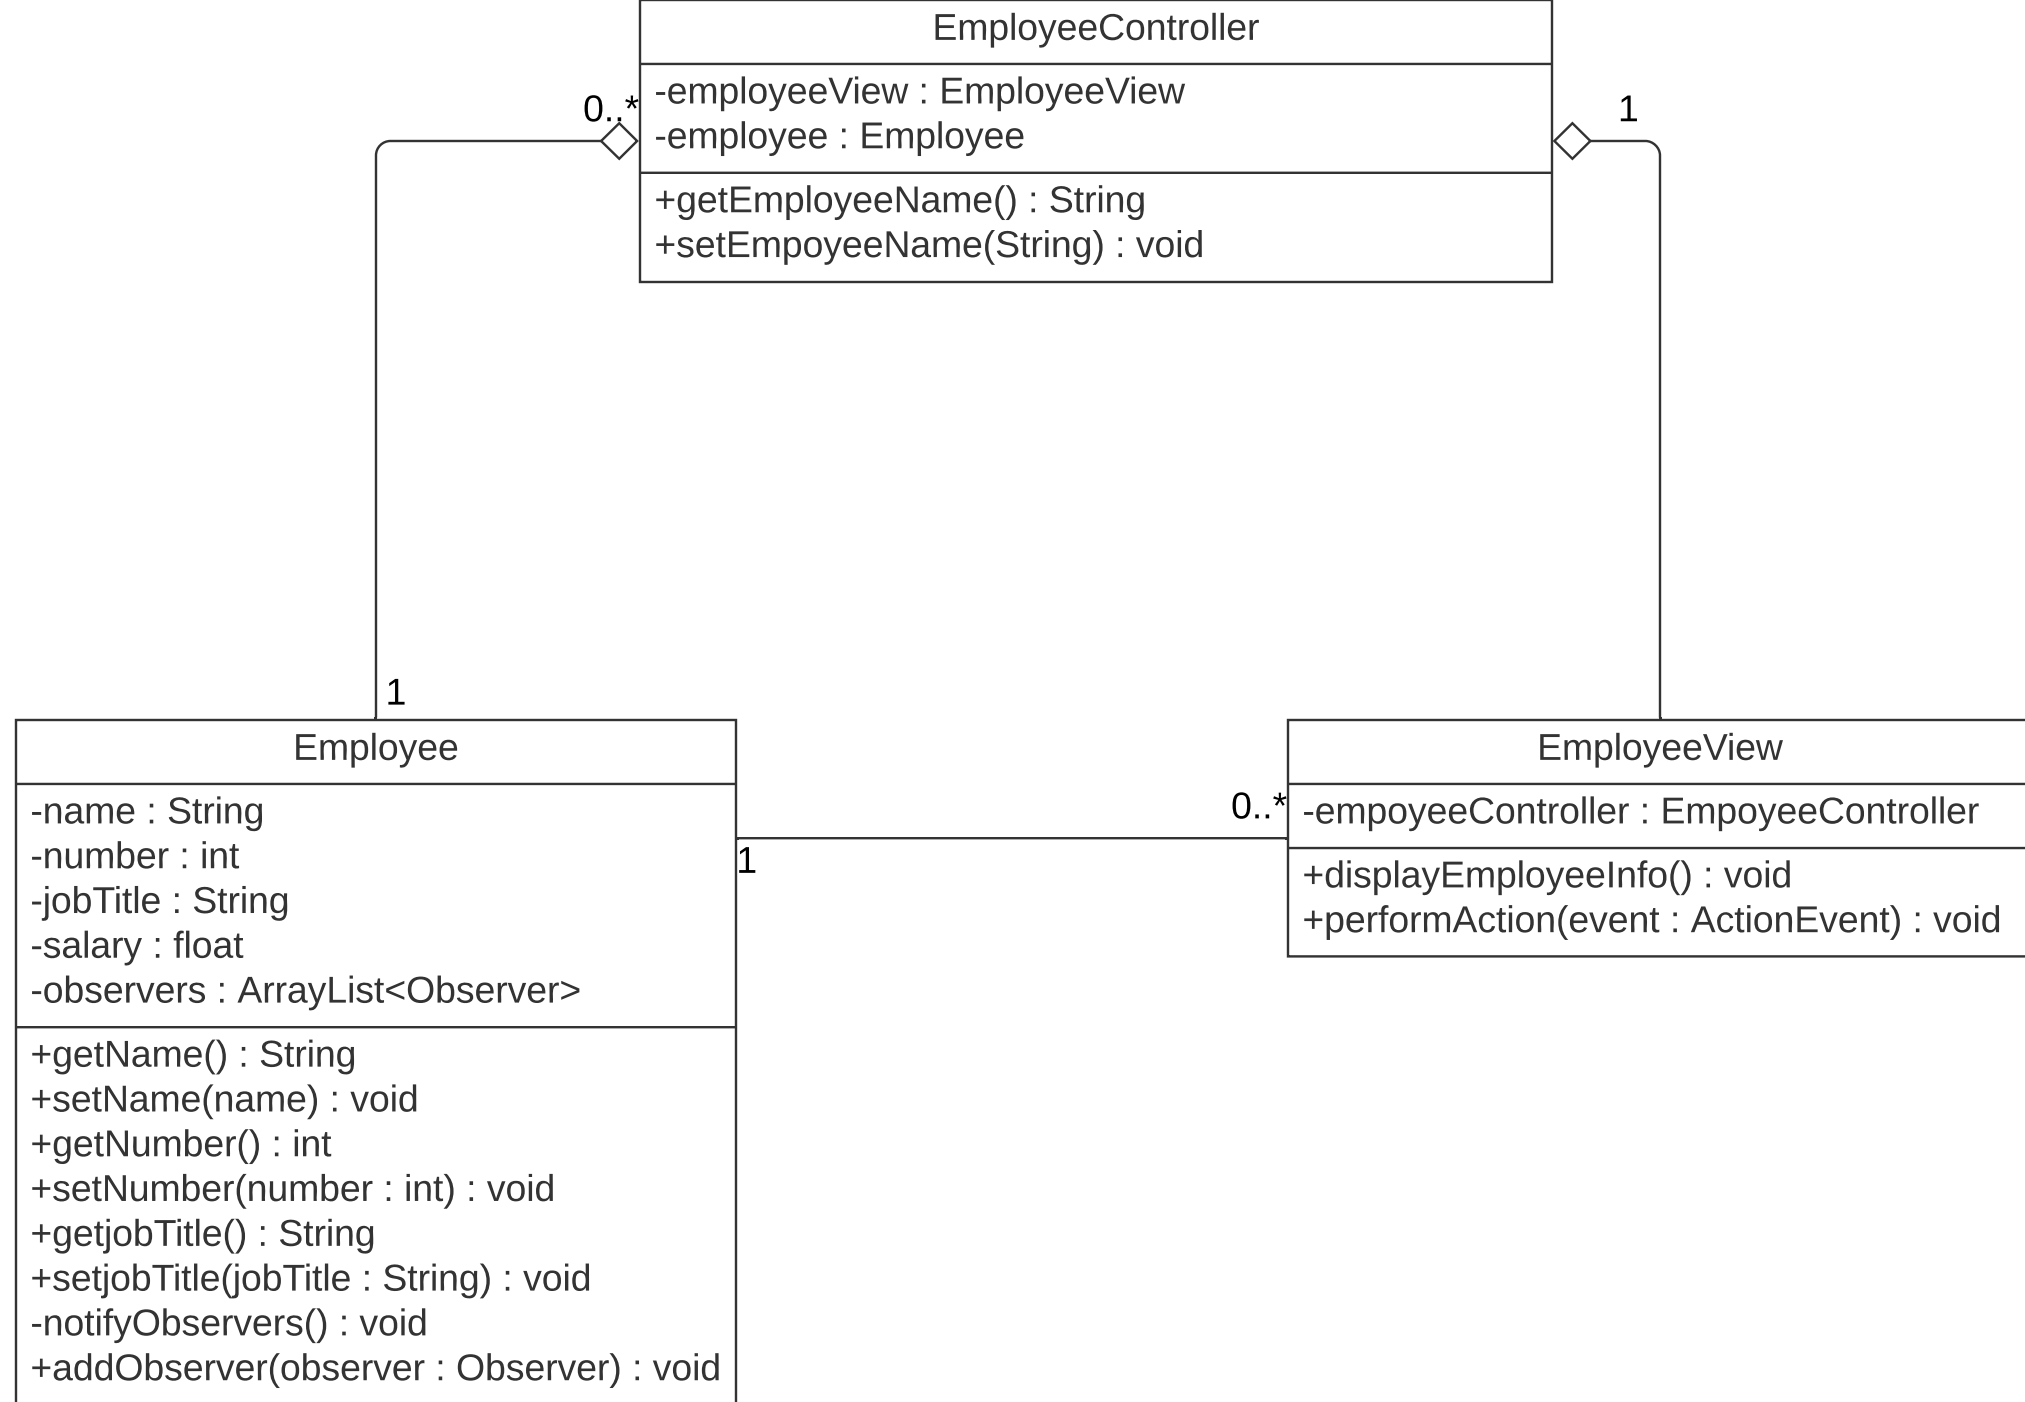 EmployeeController
-employeeView : EmployeeView
-employee : Employee
+getEmployeeName() : String
+setEmpoyeeName(String) : void
0..*
1
1
Employee
-name : String
-number : int
-jobTitle : String
-salary : float
-observers : ArrayList<Observer>
+getName() : String
+setName(name) : void
+getNumber() : int
+setNumber(number : int) : void
+getjobTitle() : String
+setjobTitle(jobTitle : String) : void
-notifyObservers() : void
+addObserver(observer : Observer) : void
1
0..*
EmployeeView
-empoyeeController : EmpoyeeController
+displayEmployeeInfo() : void
+performAction(event : ActionEvent) : void